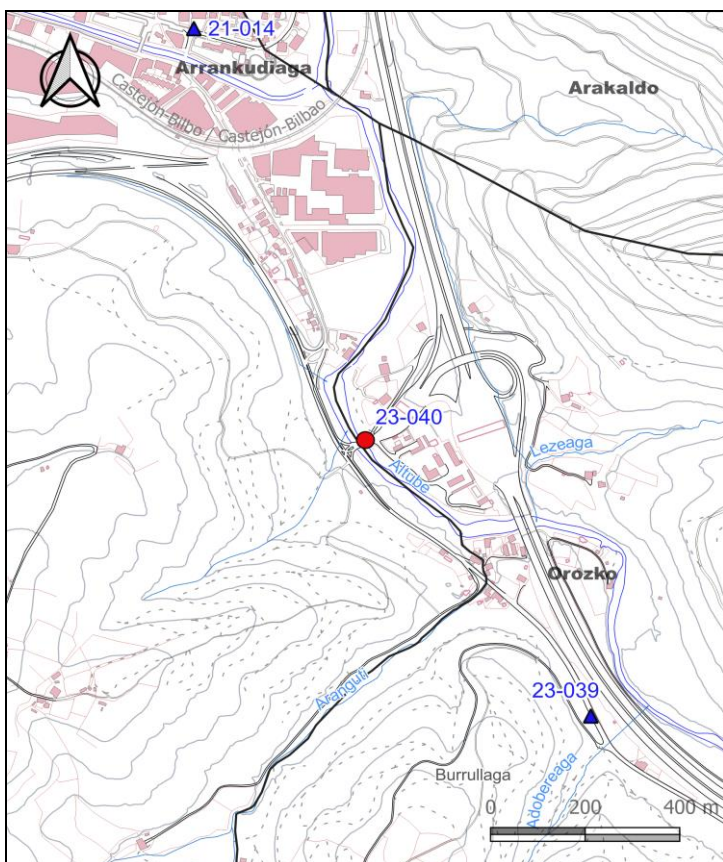 21-014
Arrankudiaga
Arakaldo
Castejón-Bilbo / Castejón-Bilbao
23-040
Lezeaga
Altube
Orozko
Aranguti
23-039
Burrullaga
Adobereaga
0 200 400 m